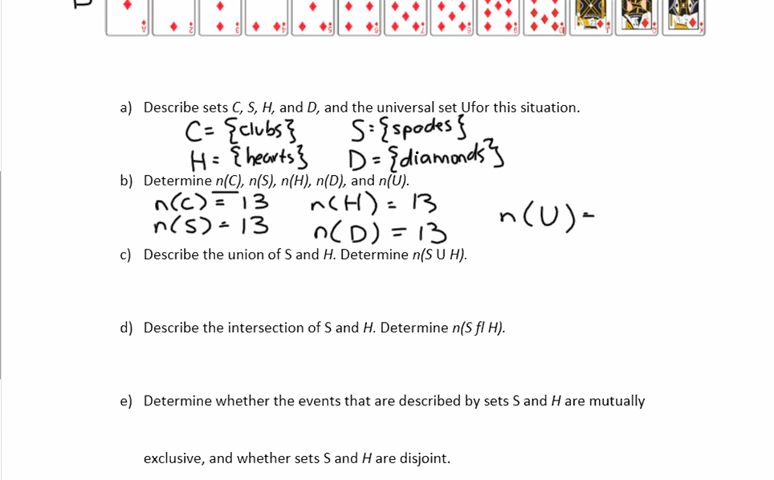 a) Describe sets C, S, H, and D, and the universal set Ufor this situation.
C= {clubs} S={spades}
H= {hearts} D={diamonds}
b) Determine n(C), n(S), n(H), n(D), and n(U).
n(C)=13 n(H)=13
n(S)=13 n(D)=13 n(U)=
c) Describe the union of S and H. Determine n(S U H).
d) Describe the intersection of S and H. Determine n(S fl H).
e) Determine whether the events that are described by sets S and H are mutually
exclusive, and whether sets S and H are disjoint.